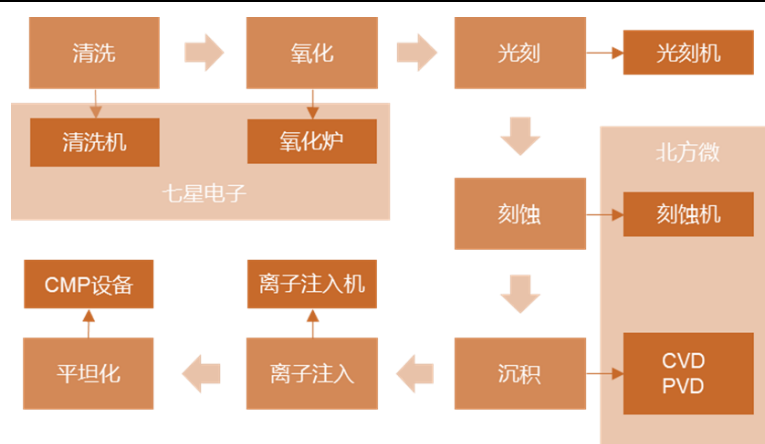 清洗
氧化
光刻
光刻机
清洗机
氧化炉
七星电子
北方微
刻蚀
刻蚀机
CMP设备
离子注入机
平坦化
离子注入
沉积
CVD
PVD